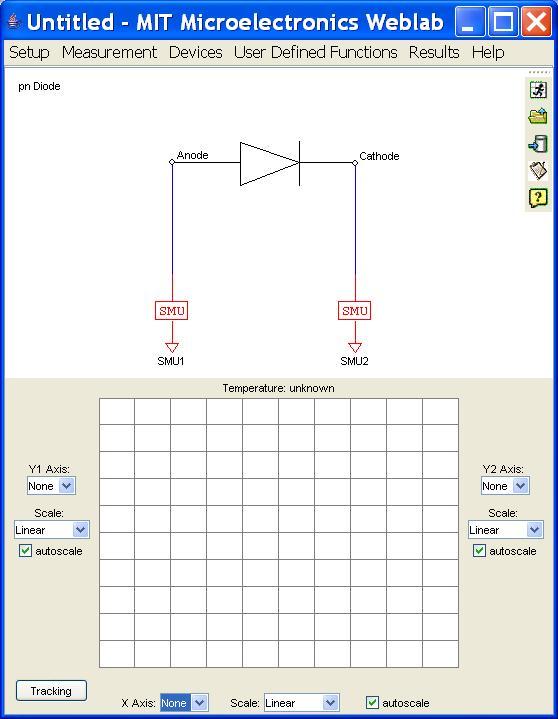 Untitled - MIT Microelectronics Weblab
Setup Measurement Devices User Defined Functions Results Help
pn Diode
Anode
Cathode
SMU SMU
SMU1 SMU2
Temperature: unknown
Y1 Axis:
None
Scale:
Linear
autoscale
Y2 Axis:
None
Scale:
Linear
autoscale
Tracking
X Axis: None Scale: Linear autoscale